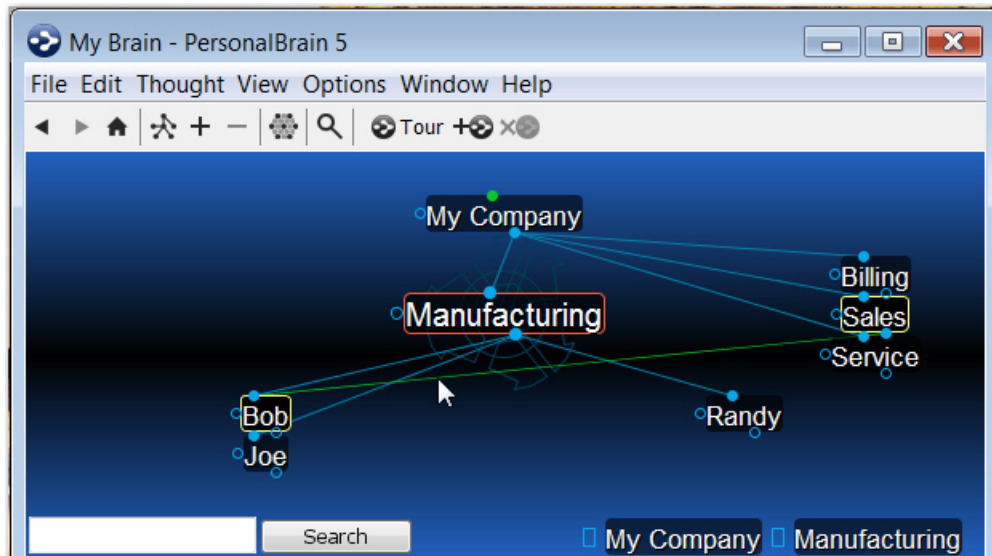 My Brain - PersonalBrain 5
File Edit Thought View Options Window Help
Tour
My Company
Billing
Manufacturing
Sales
Service
Bob
Randy
Joe
Search
My Company Manufacturing